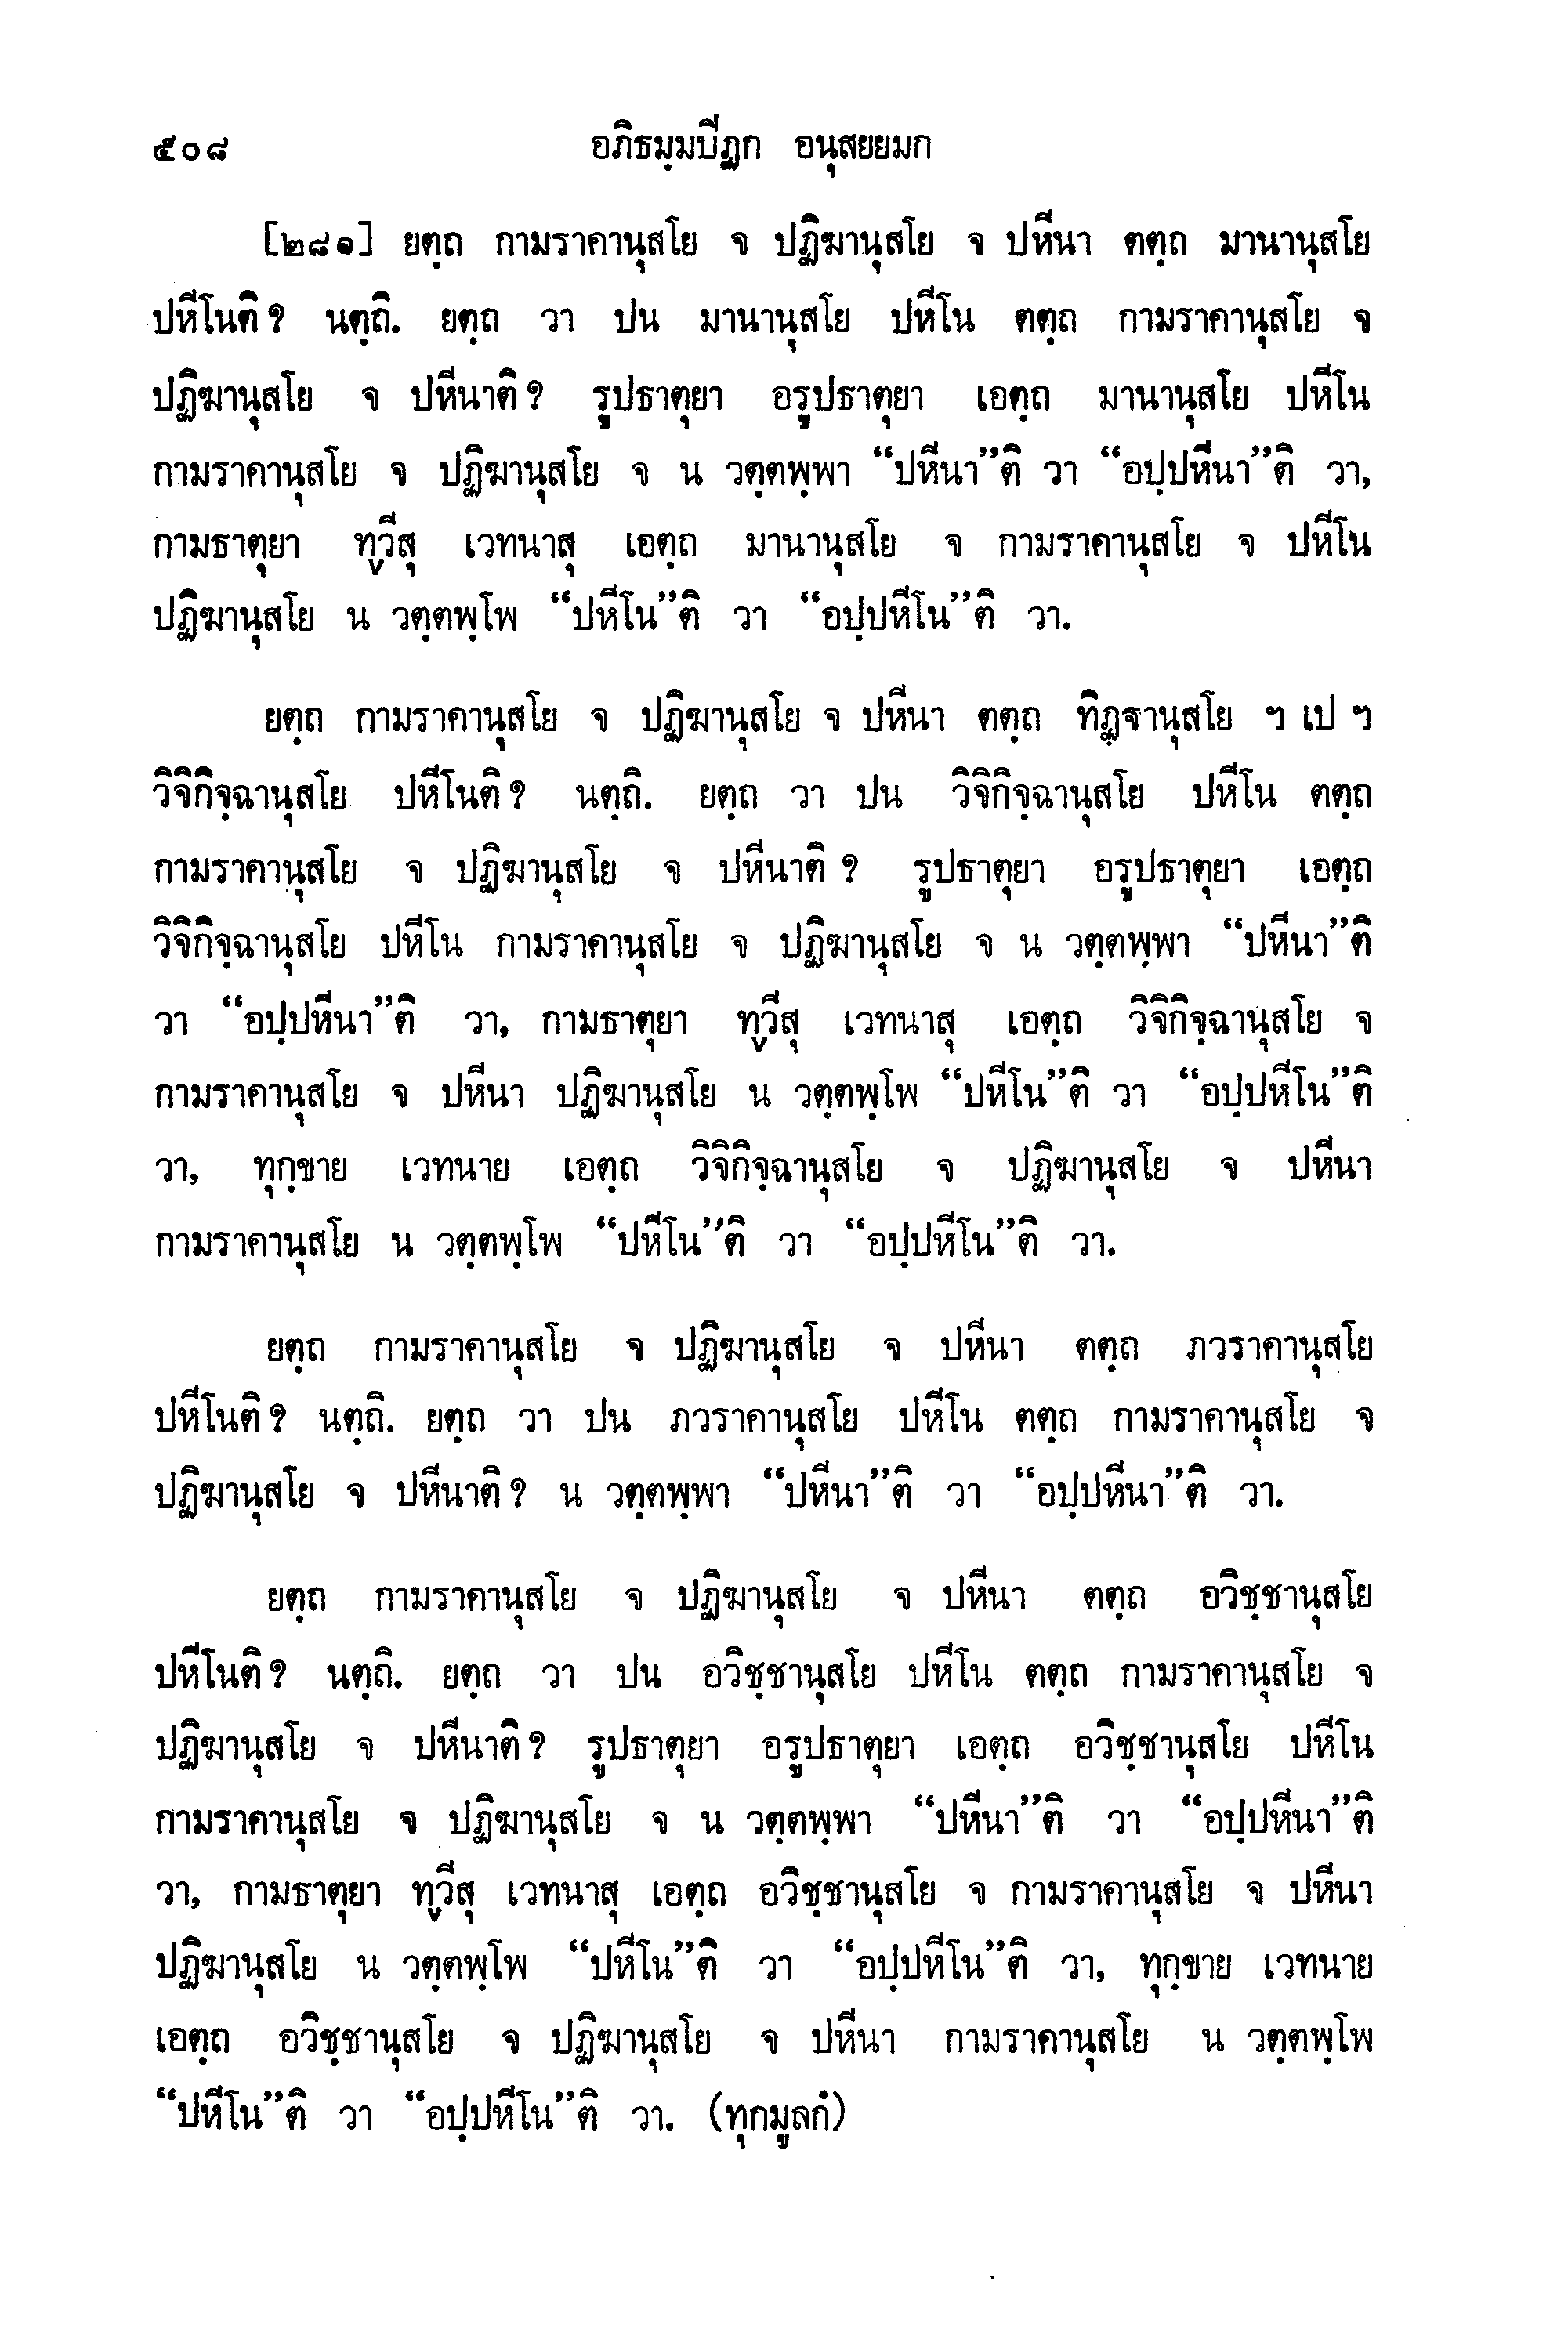 ๕๐๘ อภิธมฺมปีฏก อนุสยยมก
[๒๘๑] ยตฺถ กามราคานุสโย จ ปฏิฆานุสโย จ ปหีนา ตตฺถ มานานุสโย
ปหีโนติ? นตฺถิ. ยตฺถ วา ปน มานานุสโย ปหีโน ตตฺถ กามราคานุสโย จ
ปฏิฆานุสโย จ ปหีนาติ? รูปธาตุยา อรูปธาตุยา เอตฺถ มานานุสโย ปหีโน
กามราคานุสโย จ ปฏิฆานุสโย จ น วตฺตพฺพา “ปหีนา”ติ วา “อปฺปหีนา”ติ วา,
กามธาตุยา ทฺวีสุ เวทนาสุ เอตฺถ มานานุสโย จ กามราคานุสโย จ ปหีโน
ปฏิฆานุสโย น วตฺตพฺโพ “ปหีโน”ติ วา “อปฺปหีโน”ติ วา.
ยตฺถ กามราคานุสโย จ ปฏิฆานุสโย จ ปหีนา ตตฺถ ทิฏฺฐานุสโย ฯ เป ฯ
วิจิกิจฺฉานุสโย ปหีโนติ? นตฺถิ. ยตฺถ วา ปน วิจิกิจฺฉานุสโย ปหีโน ตตฺถ
กามราคานุสโย จ ปฏิฆานุสโย จ ปหีนาติ? รูปธาตุยา อรูปธาตุยา เอตฺถ
วิจิกิจฺฉานุสโย ปหีโน กามราคานุสโย จ ปฏิฆานุสโย จ น วตฺตพฺพา “ปหีนา”ติ
วา “อปฺปหีนา”ติ วา, กามธาตุยา ทฺวีสุ เวทนาสุ เอตฺถ วิจิกิจฺฉานุสโย จ
กามราคานุสโย จ ปหีนา ปฏิฆานุสโย น วตฺตพฺโพ “ปหีโน”ติ วา “อปฺปหีโน”ติ
วา, ทุกฺขาย เวทนาย เอตฺถ วิจิกิจฺฉานุสโย จ ปฏิฆานุสโย จ ปหีนา
กามราคานุสโย น วตฺตพฺโพ “ปหีโน”ติ วา “อปฺปหีโน”ติ วา.
ยตฺถ กามราคานุสโย จ ปฏิฆานุสโย จ ปหีนา ตตฺถ ภวราคานุสโย
ปหีโนติ? นตฺถิ. ยตฺถ วา ปน ภวราคานุสโย ปหีโน ตตฺถ กามราคานุสโย จ
ปฏิฆานุสโย จ ปหีนาติ? น วตฺตพฺพา “ปหีนา”ติ วา “อปฺปหีนา”ติ วา.
ยตฺถ กามราคานุสโย จ ปฏิฆานุสโย จ ปหีนา ตตฺถ อวิชฺชานุสโย
ปหีโนติ? นตฺถิ. ยตฺถ วา ปน อวิชฺชานุสโย ปหีโน ตตฺถ กามราคานุสโย จ
ปฏิฆานุสโย จ ปหีนาติ? รูปธาตุยา อรูปธาตุยา เอตฺถ อวิชฺชานุสโย ปหีโน
กามราคานุสโย จ ปฏิฆานุสโย จ น วตฺตพฺพา “ปหีนา”ติ วา “อปฺปหีนา”ติ
วา, กามธาตุยา ทฺวีสุ เวทนาสุ เอตฺถ อวิชฺชานุสโย จ กามราคานุสโย จ ปหีนา
ปฏิฆานุสโย น วตฺตพฺโพ “ปหีโน”ติ วา “อปฺปหีโน”ติ วา, ทุกฺขาย เวทนาย
เอตฺถ อวิชฺชานุสโย จ ปฏิฆานุสโย จ ปหีนา กามราคานุสโย น วตฺตพฺโพ
“ปหีโน”ติ วา “อปฺปหีโน”ติ วา. (ทุกมูลกํ)